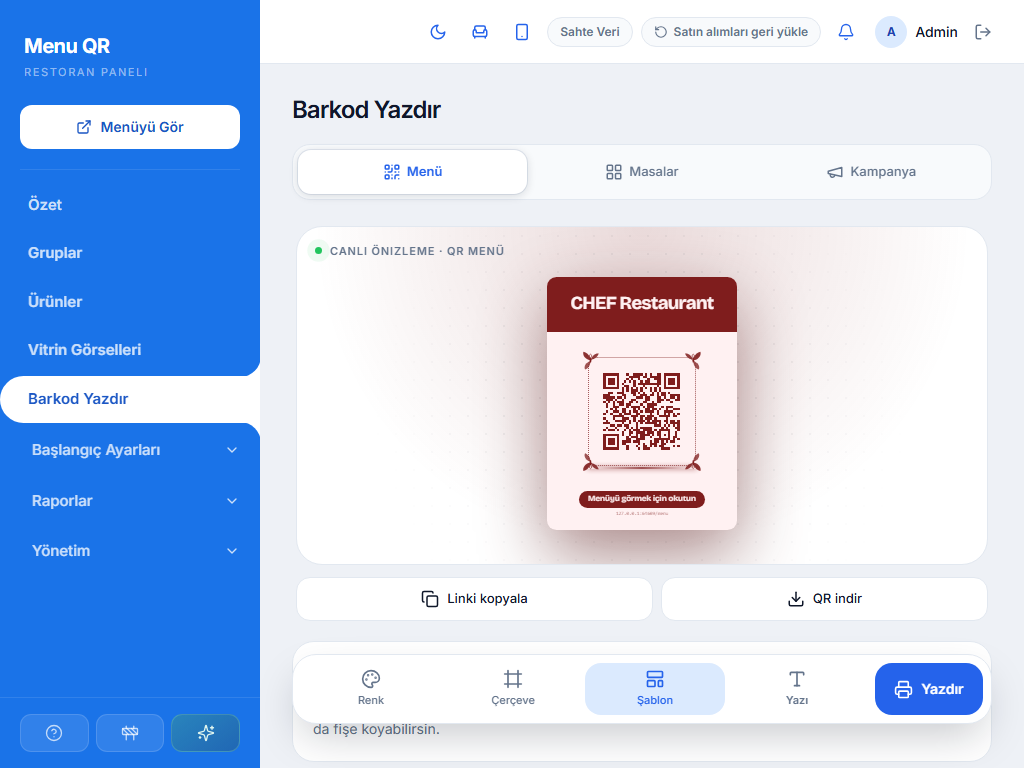 Menu QR
RESTORAN PANELI
Menüyü Gör
Özet
Gruplar
Ürünler
Vitrin Görselleri
Barkod Yazdır
Başlangıç Ayarları
Raporlar
Yönetim
Sahte Veri
Satın alımları geri yükle
A
Admin
Barkod Yazdır
Menü
Masalar
Kampanya
CANLI ÖNİZLEME · QR MENÜ
CHEF Restaurant
Menüyü görmek için okutun
Linki kopyala
QR indir
Renk
Çerçeve
Şablon
Yazı
Yazdır
da fişe koyabilirsin.